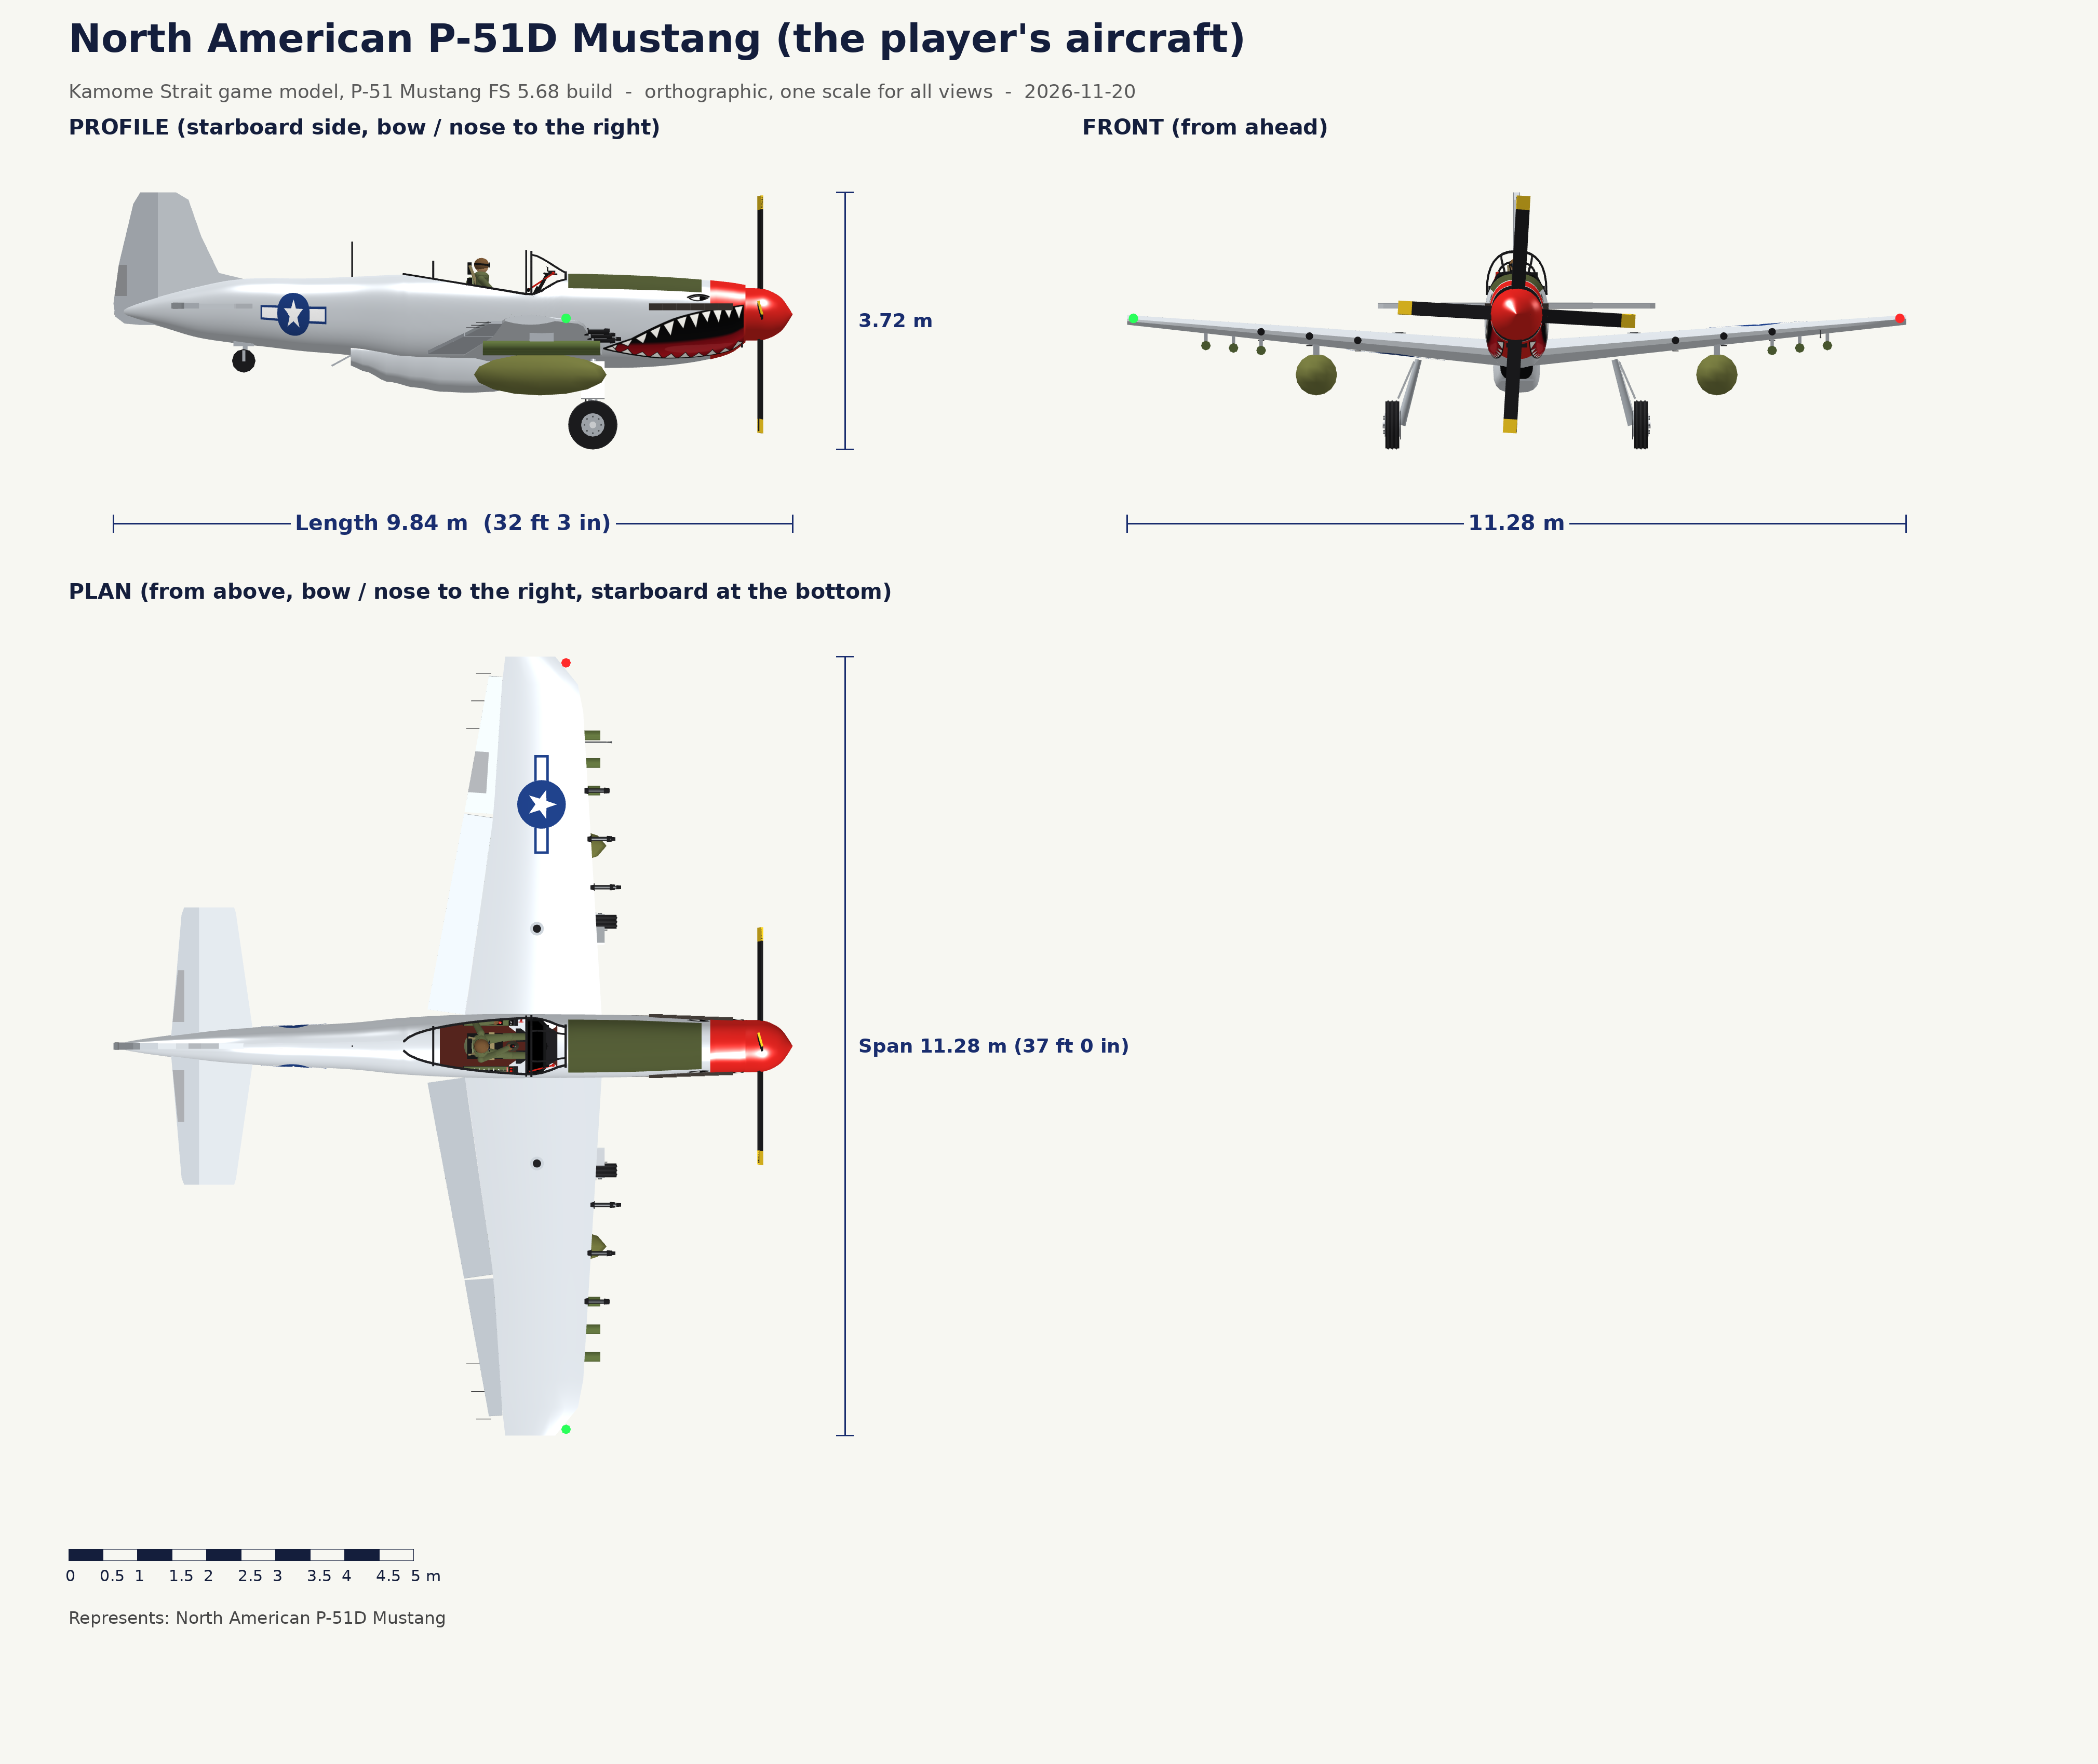 North American P-51D Mustang (the player's aircraft)
Kamome Strait game model, P-51 Mustang FS 5.68 build - orthographic, one scale for all views - 2026-11-20
PROFILE (starboard side, bow / nose to the right)
FRONT (from ahead)
3.72 m
Length 9.84 m (32 ft 3 in)
11.28 m
PLAN (from above, bow / nose to the right, starboard at the bottom)
Span 11.28 m (37 ft 0 in)
0 0.5 1 1.5 2 2.5 3 3.5 4 4.5 5 m
Represents: North American P-51D Mustang